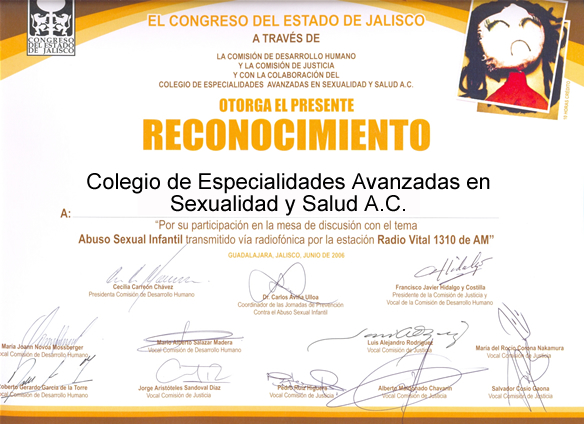 CONGRESO
DEL ESTADO
DE JALISCO
EL CONGRESO DEL ESTADO DE JALISCO
A TRAVÉS DE
LA COMISIÓN DE DESARROLLO HUMANO
Y LA COMISIÓN DE JUSTICIA
Y CON LA COLABORACIÓN DEL
COLEGIO DE ESPECIALIDADES AVANZADAS EN SEXUALIDAD Y SALUD A.C.
OTORGA EL PRESENTE
RECONOCIMIENTO
Colegio de Especialidades Avanzadas en
Sexualidad y Salud A.C.
A:
"Por su participación en la mesa de discusión con el tema
Abuso Sexual Infantil transmitido vía radiofónica por la estación Radio Vital 1310 de AM"
GUADALAJARA, JALISCO, JUNIO DE 2006
Cecilia Carreón Chávez
Presidenta Comisión de Desarrollo Humano
Dr. Carlos Aviña Ulloa
Coordinador de las Jornadas de Prevención
Contra el Abuso Sexual Infantil
Francisco Javier Hidalgo y Costilla
Presidente de la Comisión de Justicia y
Vocal de la Comisión de Desarrollo Humano
María Joann Novoa Mossberger
Vocal Comisión de Desarrollo Humano
Mario Alberto Salazar Madera
Vocal Comisión de Desarrollo Humano
Luis Alejandro Rodríguez
Vocal Comisión de Justicia
María del Rocío Corona Nakamura
Vocal Comisión de Justicia
Roberto Gerardo García de la Torre
Vocal Comisión de Desarrollo Humano
Jorge Aristóteles Sandoval Díaz
Vocal Comisión de Justicia
Pedro Ruiz Higuera
Vocal Comisión de Justicia
Alberto Maldonado Chavarín
Vocal Comisión de Justicia
Salvador Cosío Gaona
Vocal Comisión de Justicia